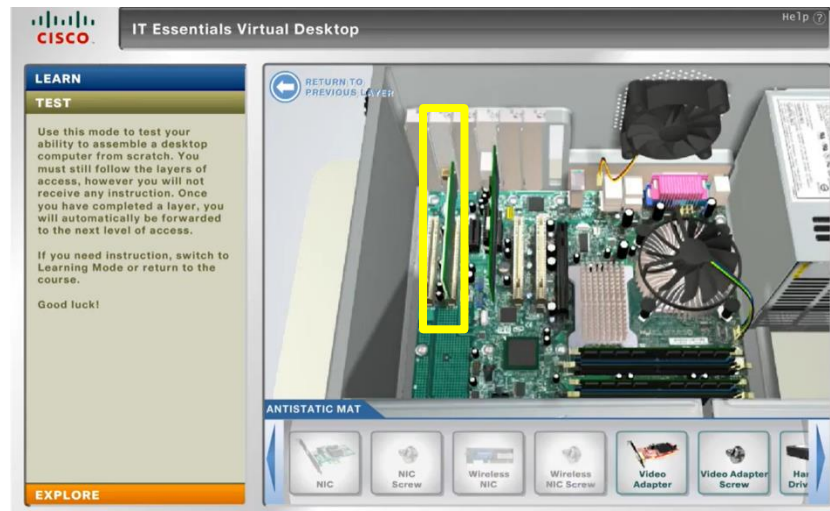 CISCO
IT Essentials Virtual Desktop
Help ?
LEARN
TEST
Use this mode to test your
ability to assemble a desktop
computer from scratch. You
must still follow the layers of
access, however you will not
receive any instruction. Once
you have completed a layer, you
will automatically be forwarded
to the next level of access.
If you need instruction, switch to
Learning Mode or return to the
course.
Good luck!
EXPLORE
RETURN TO
PREVIOUS LAYER
ANTISTATIC MAT
NIC
NIC
Screw
Wireless
NIC
Wireless
NIC Screw
Video
Adapter
Video Adapter
Screw
Har
Driv